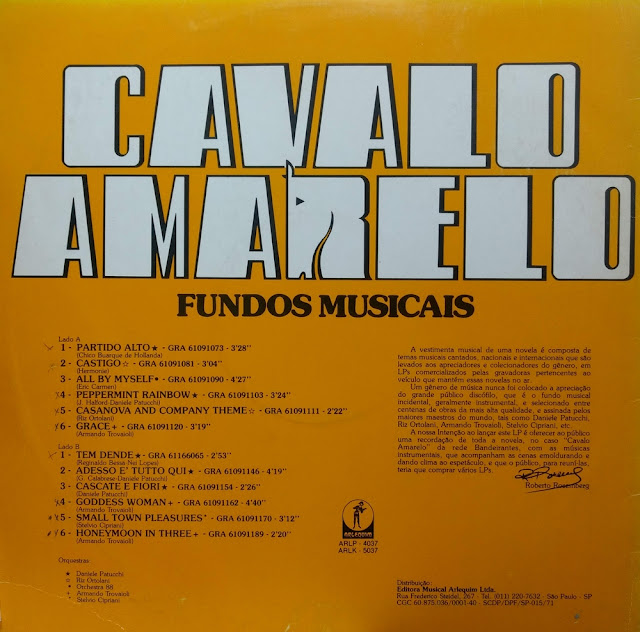 CAVALO
AMARELO
FUNDOS MUSICAIS
Lado A
1 - PARTIDO ALTO★ - GRA 61091073 - 3'28"
(Chico Buarque de Hollanda)
2 - CASTIGO☆ - GRA 61091081 - 3'04"
(Hermonie)
3 - ALL BY MYSELF• - GRA 61091090 - 4'27"
(Eric Carmen)
4 - PEPPERMINT RAINBOW★ - GRA 61091103 - 3'24"
(J. Halford-Daniele Patucchi)
5 - CASANOVA AND COMPANY THEME☆ - GRA 61091111 - 2'22"
(Riz Ortolani)
6 - GRACE+ - GRA 61091120 - 3'19"
(Armando Trovaioli)
Lado B
1 - TEM DENDE★ - GRA 61166065 - 2'53"
(Reginaldo Bessa-Nei Lopes)
2 - ADESSO E' TUTTO QUI★ - GRA 61091146 - 4'19"
(G. Calabrese-Daniele Patucchi)
3 - CASCATE E FIORI★ - GRA 61091154 - 2'26"
(Daniele Patucchi)
4 - GODDESS WOMAN+ - GRA 61091162 - 4'40"
(Armando Trovaioli)
5 - SMALL TOWN PLEASURES* - GRA 61091170 - 3'12"
(Stelvio Cipriani)
6 - HONEYMOON IN THREE+ - GRA 61091189 - 2'20"
(Armando Trovaioli)
Orquestras
★ Daniele Patucchi
☆ Riz Ortolani
• Orchestra 88
+ Armando Trovaioli
* Stelvio Cipriani
A vestimenta musical de uma novela é composta de
temas musicais, nacionais e internacionais que são
levados aos apreciadores e colecionadores do gênero, em
LPs comercializados pelas gravadoras pertencentes ao
veículo que mantém essas novelas no ar.
Um gênero de música nunca foi colocado a apreciação
do grande público discófilo, que é o fundo musical
incidental, geralmente instrumental, e selecionado entre
centenas de obras da mais alta qualidade, e assinada pelos
maiores maestros do mundo, tais como Daniele Patucchi,
Riz Ortolani, Armando Trovaioli, Stelvio Cipriani, etc.
A nossa intenção ao lançar este LP é oferecer ao público
uma recordação de toda a novela, no caso "Cavalo
Amarelo" da rede Bandeirantes, com as músicas
instrumentais, que acompanham as cenas emoldurando e
dando clima ao espetáculo, e que o público, para reuní-las,
teria que comprar vários LPs.
Roberto Rosemberg
ARLEQUIM
ARLP - 4037
ARLK - 5037
Distribuição:
Editora Musical Arlequim Ltda.
Rua Frederico Steidel, 267 - Tel. (011) 220-7632 - São Paulo - SP
CGC 60.875.036/0001-40 - SCDP/DPF/SP-015/71